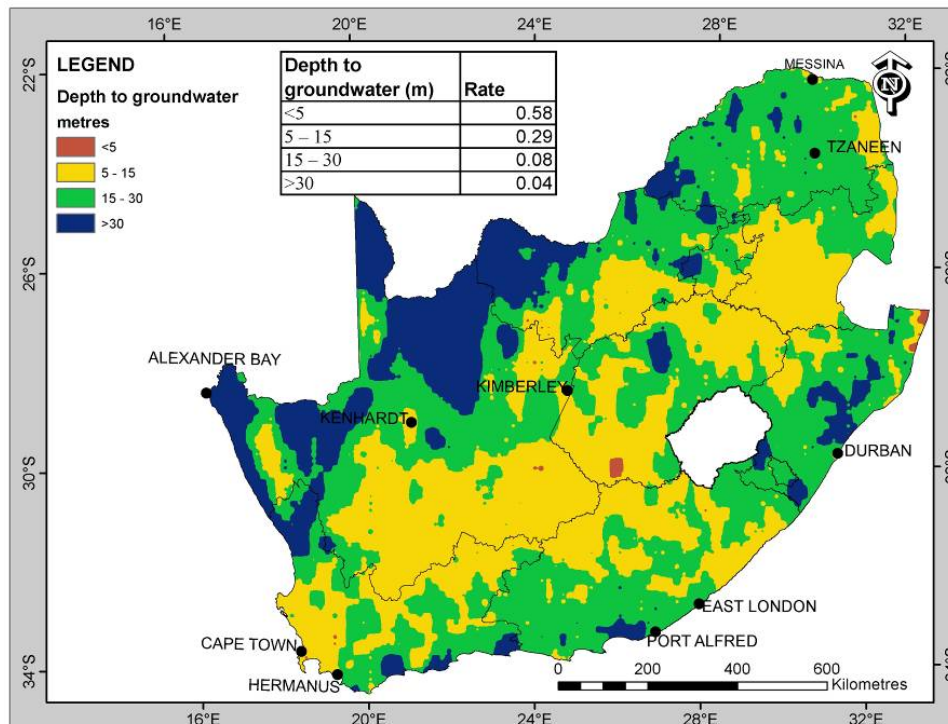 16°E 20°E 24°E 28°E 32°E
LEGEND
Depth to groundwater
metres
<5
5 - 15
15 - 30
>30
Depth to groundwater (m) Rate
<5 0.58
5 – 15 0.29
15 – 30 0.08
>30 0.04
N
22°S
26°S
30°S
34°S
MESSINA
TZANEEN
ALEXANDER BAY
KIMBERLEY
KENHARDT
DURBAN
EAST LONDON
PORT ALFRED
CAPE TOWN
HERMANUS
0 100 200 400 600
Kilometres
16°E 20°E 24°E 28°E 32°E